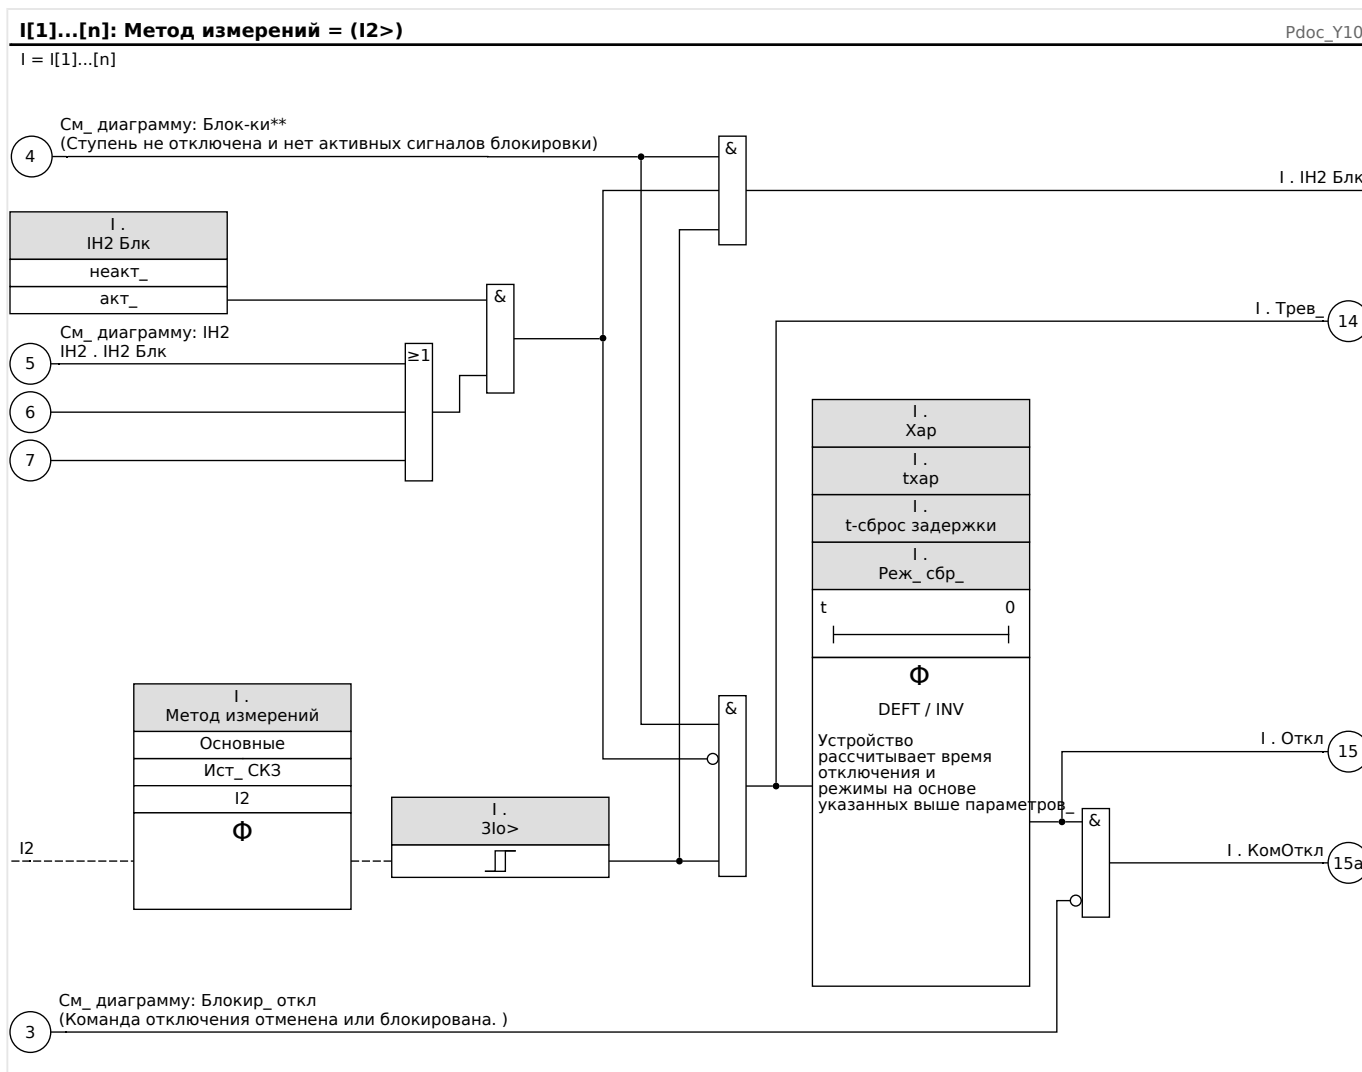 I[1]...[n]: Метод измерений = (I2>)
Pdoc_Y10
I = I[1]...[n]
См_ диаграмму: Блок-ки**
(Ступень не отключена и нет активных сигналов блокировки)
4
&
I . IH2 Блк
I .
IH2 Блк
неакт_
акт_
&
См_ диаграмму: IH2
IH2 . IH2 Блк
5
≥1
6
7
I . Трев_
14
I .
Хар
I .
tхар
I .
t-сброс задержки
I .
Реж_ сбр_
t
0
Ф
DEFT / INV
Устройство
рассчитывает время
отключения и
режимы на основе
указанных выше параметров_
I .
Метод измерений
Основные
Ист_ СКЗ
I2
Ф
I2
I .
3Io>
&
I . Откл
15
&
I . КомОткл
15a
См_ диаграмму: Блокир_ откл
(Команда отключения отменена или блокирована. )
3